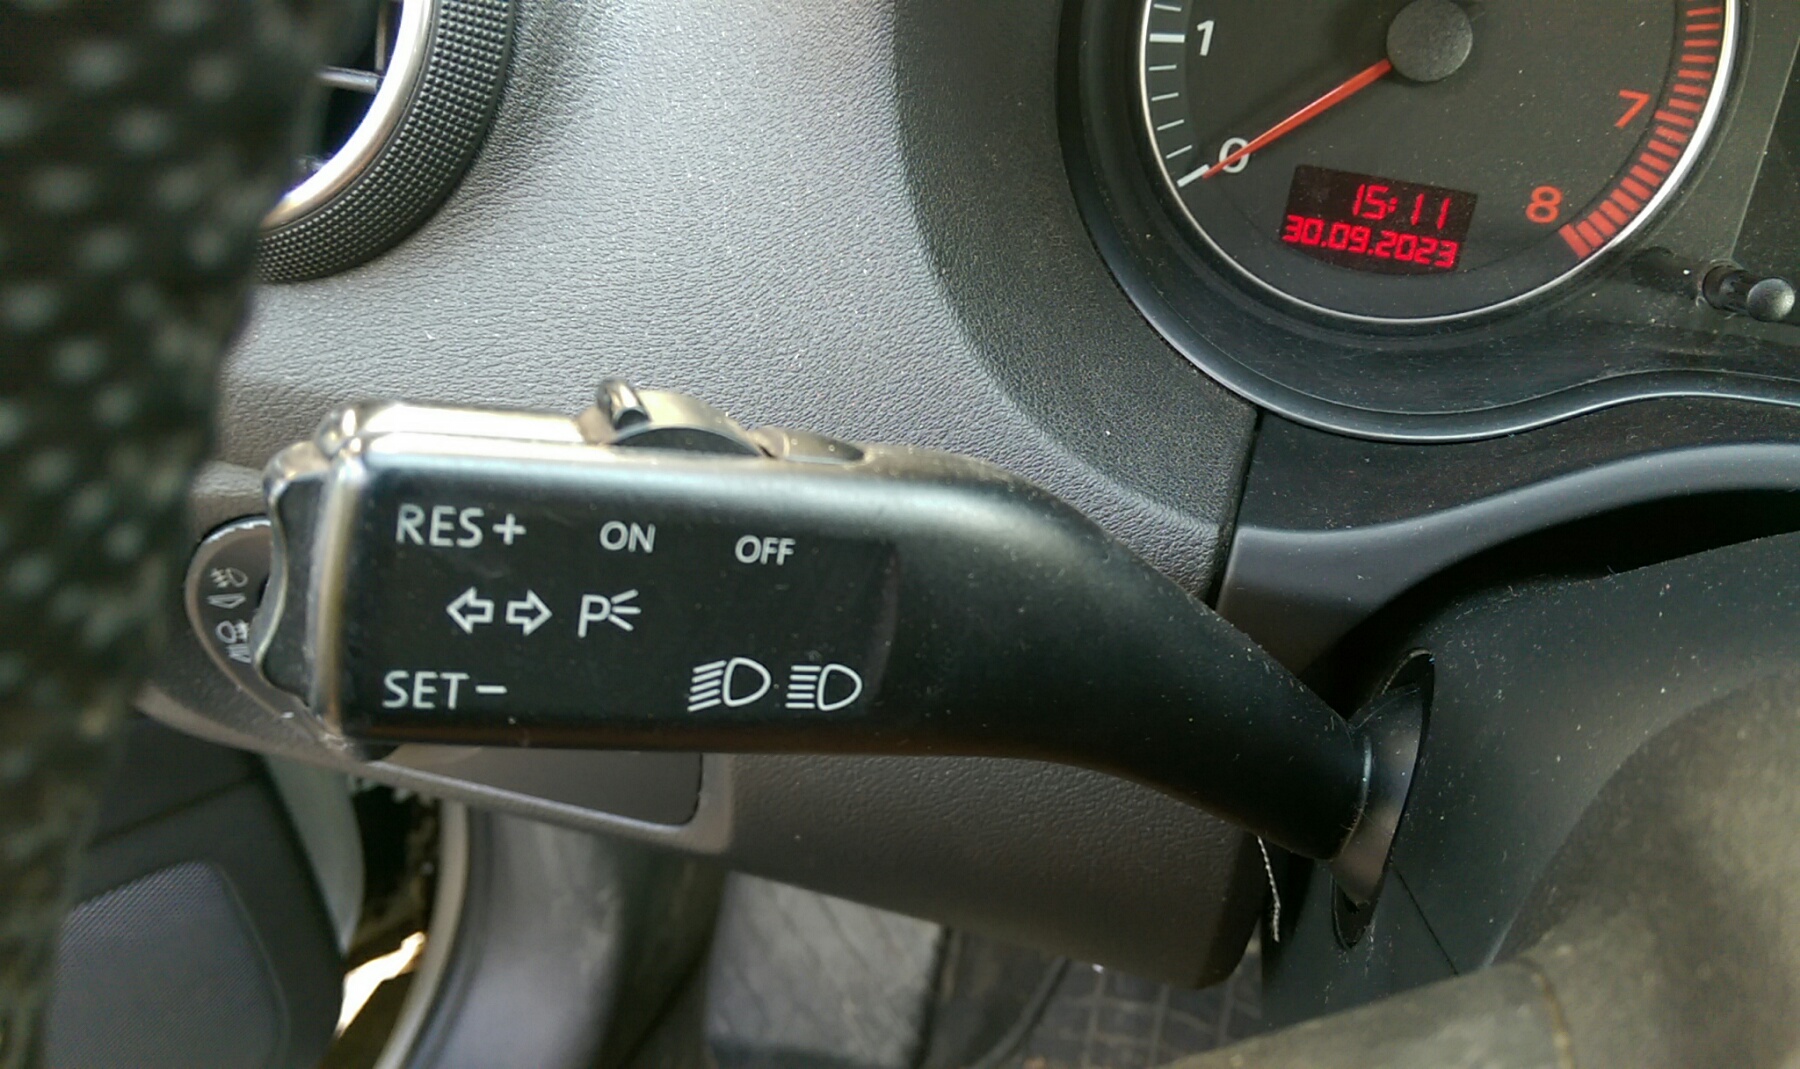 1
0
7
8
15:11
30.09.2023
RES+ ON OFF
P
SET-